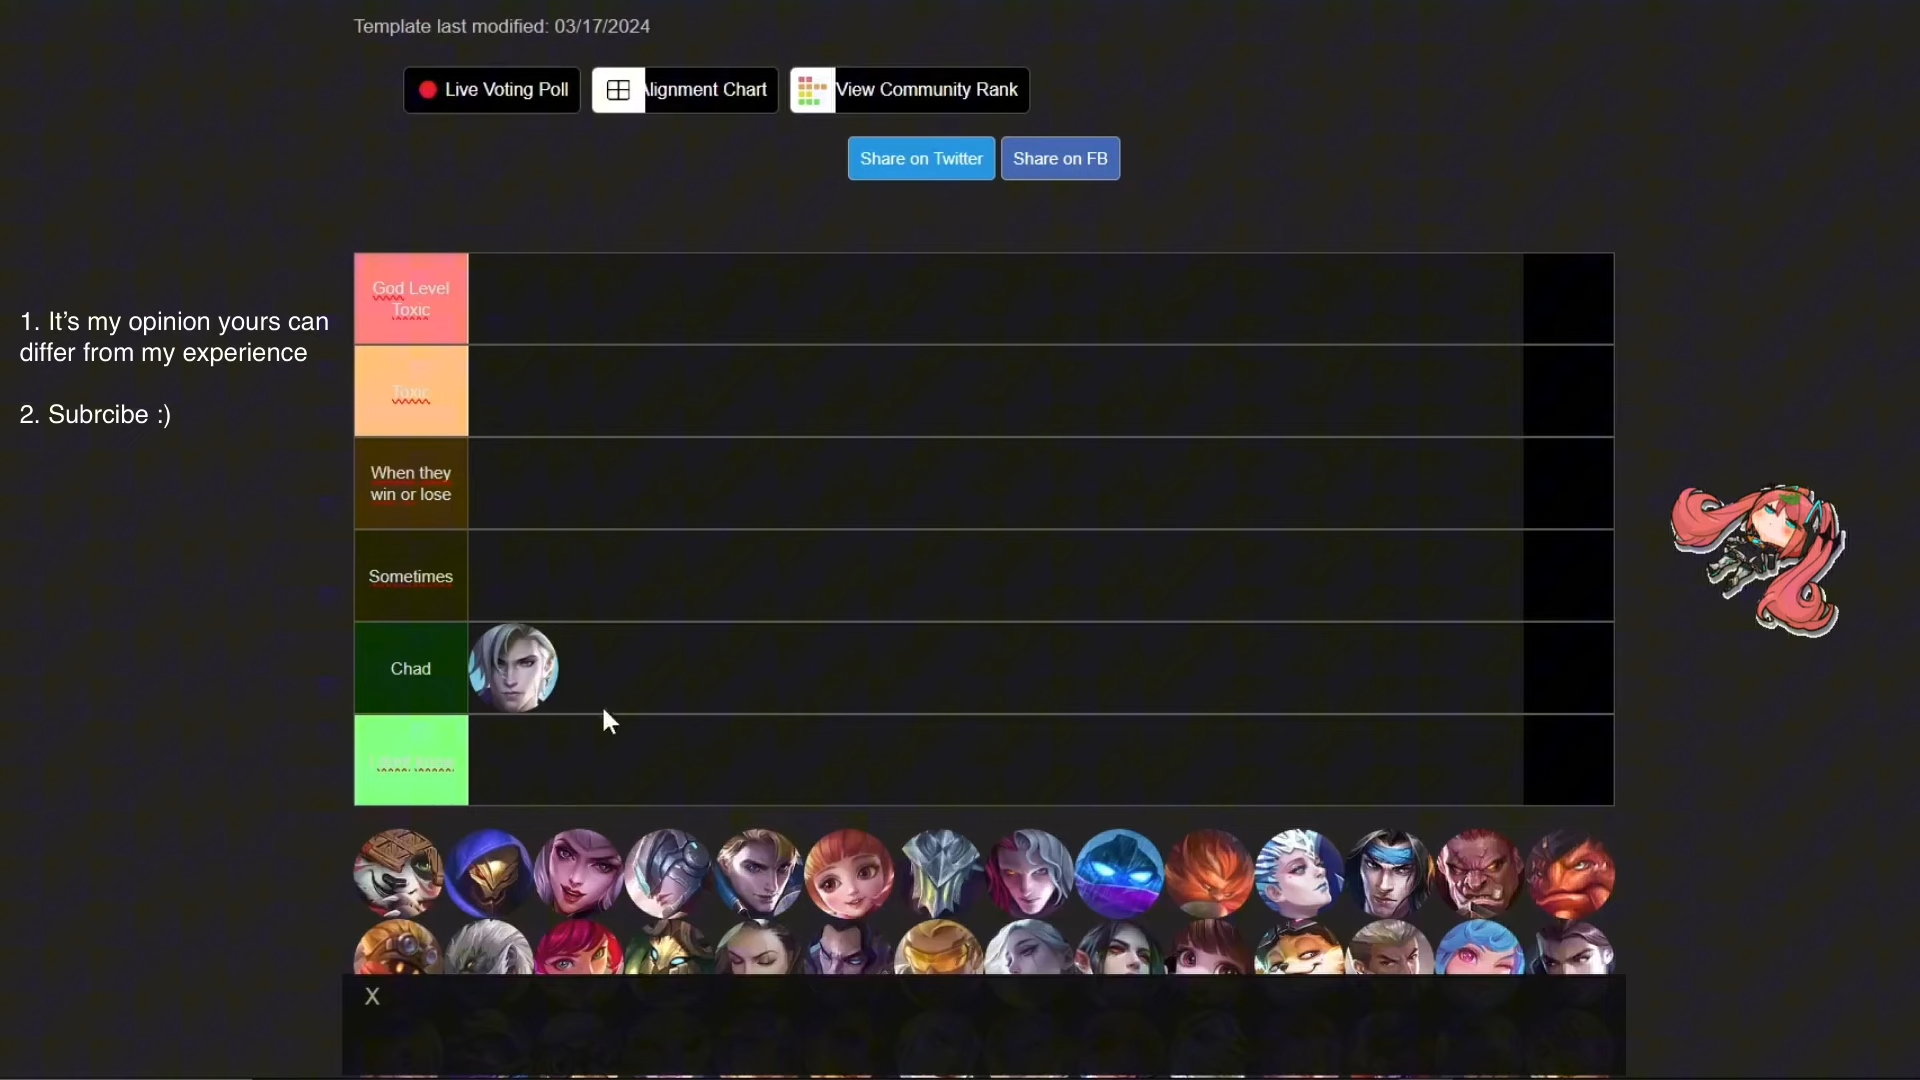 Template last modified: 03/17/2024
Live Voting Poll
Alignment Chart
View Community Rank
Share on Twitter
Share on FB
1. It’s my opinion yours can
differ from my experience
2. Subrcibe :)
God Level
Toxic
Toxic
When they
win or lose
Sometimes
Chad
X